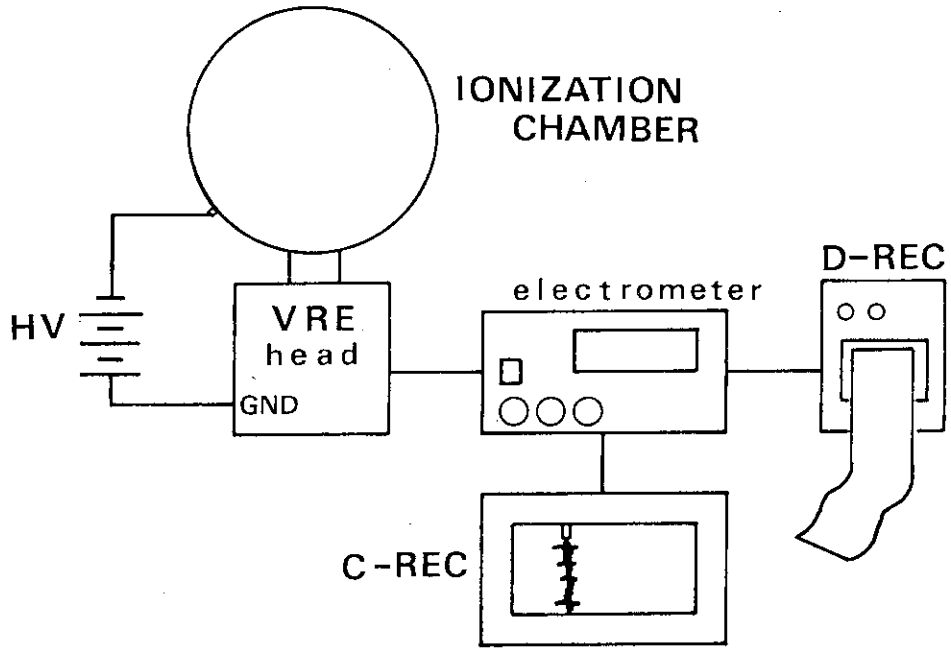 IONIZATION
CHAMBER
D-REC
electrometer
HV
VRE
head
GND
C-REC